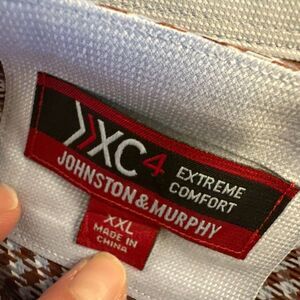 XC4
EXTREME
COMFORT
JOHNSTON & MURPHY
XXL
MADE IN
CHINA